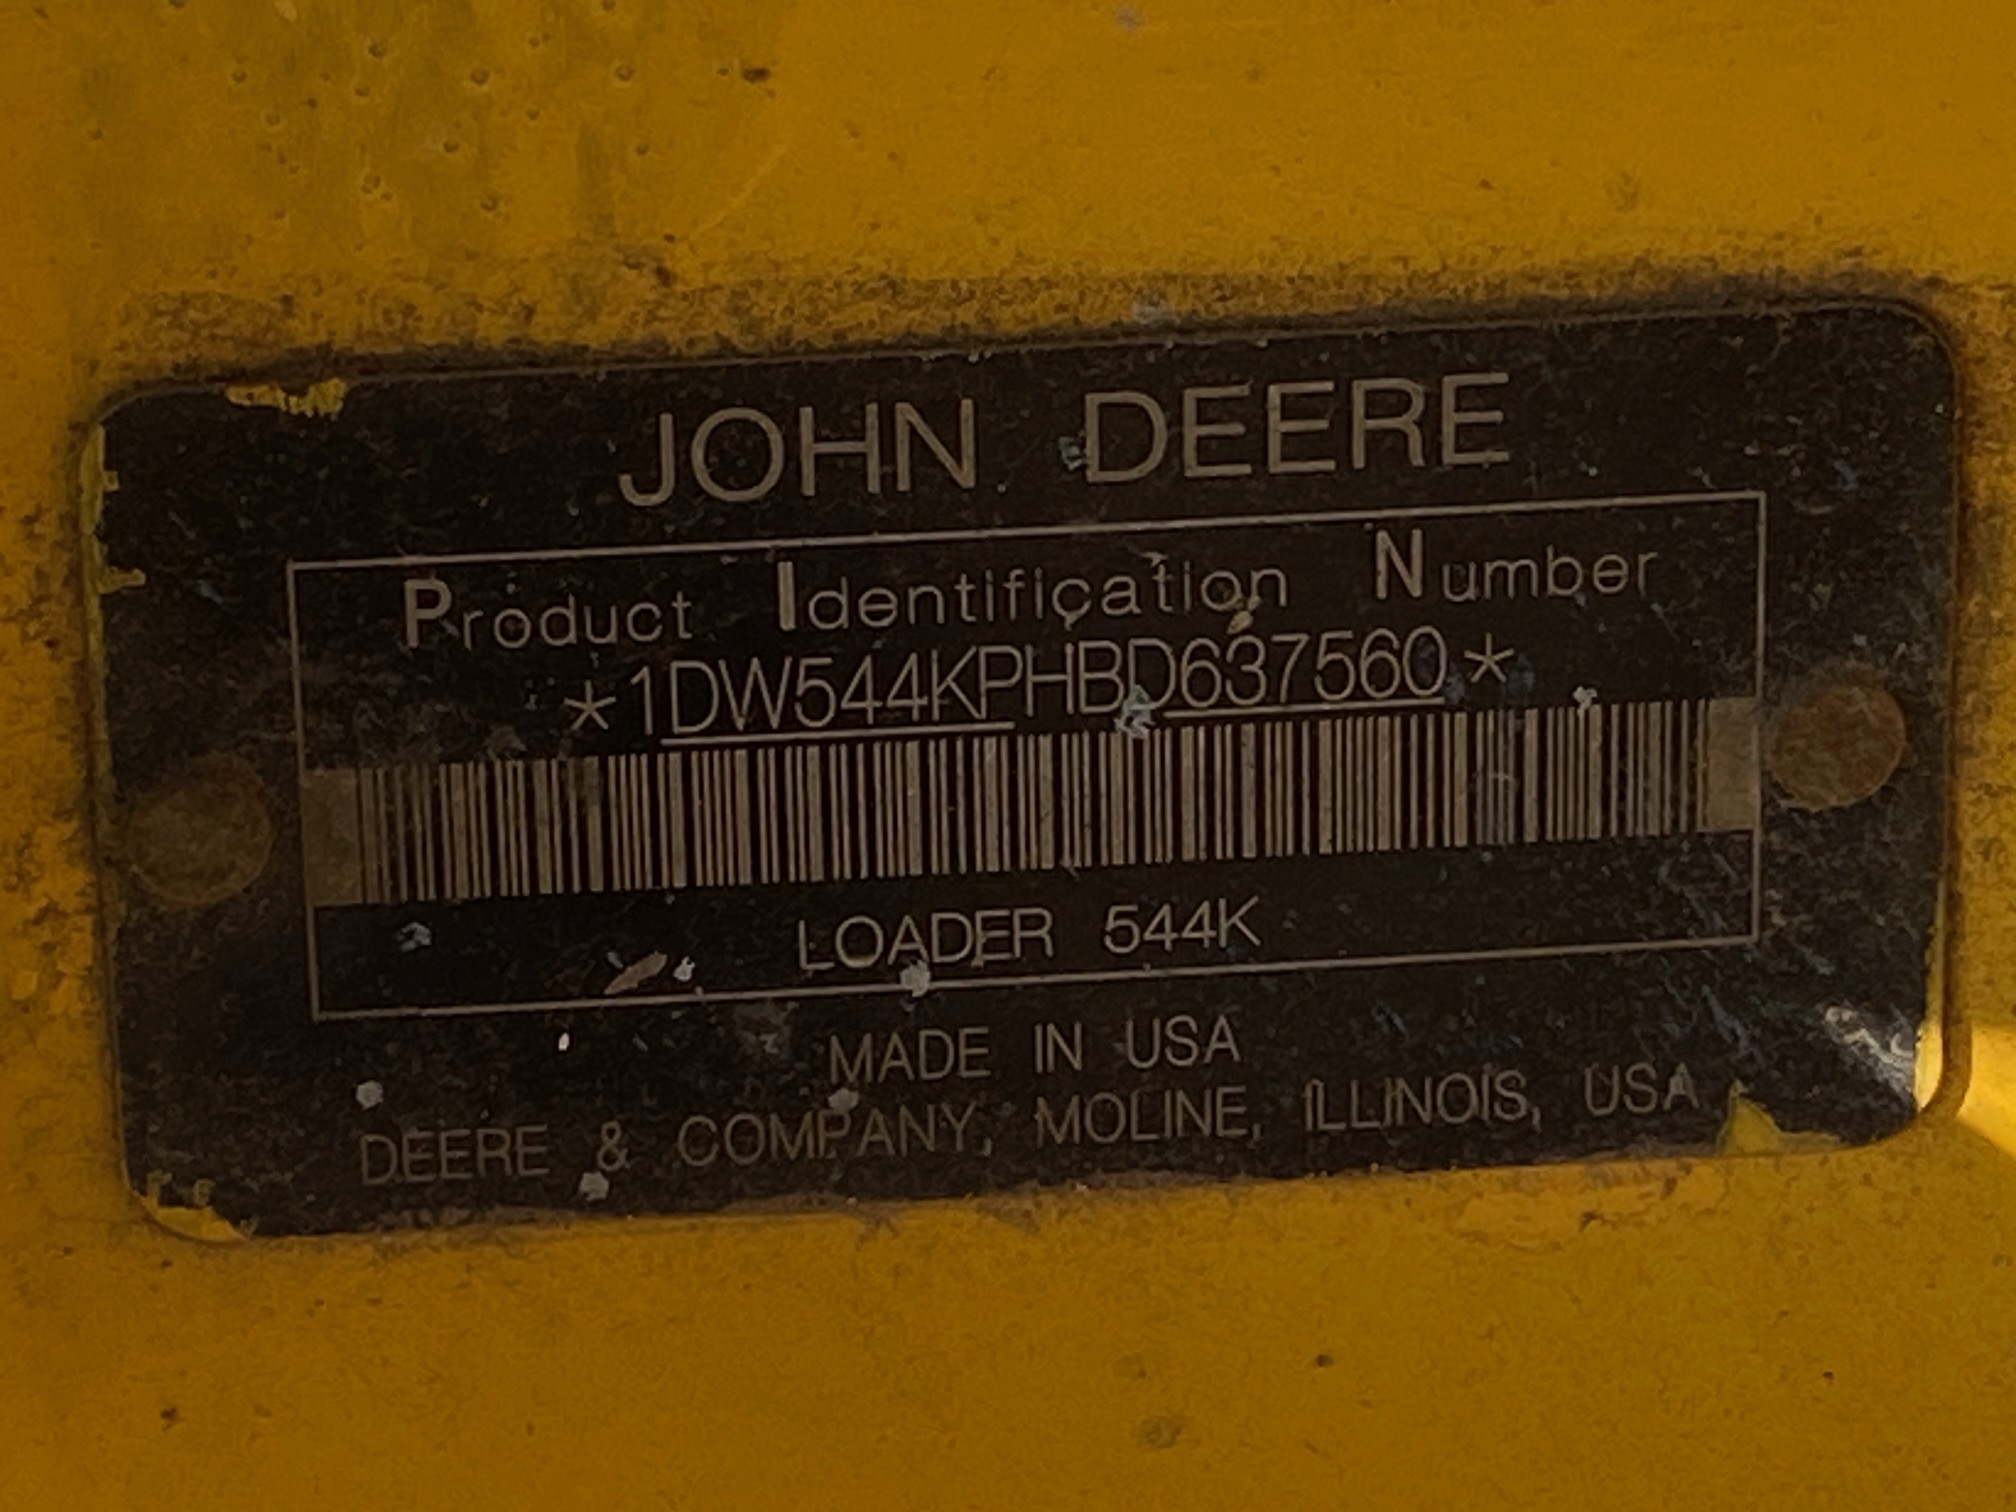 JOHN DEERE
Product Identification Number
*1DW544KPHBD637560*
LOADER 544K
MADE IN USA
DEERE & COMPANY, MOLINE, ILLINOIS, USA